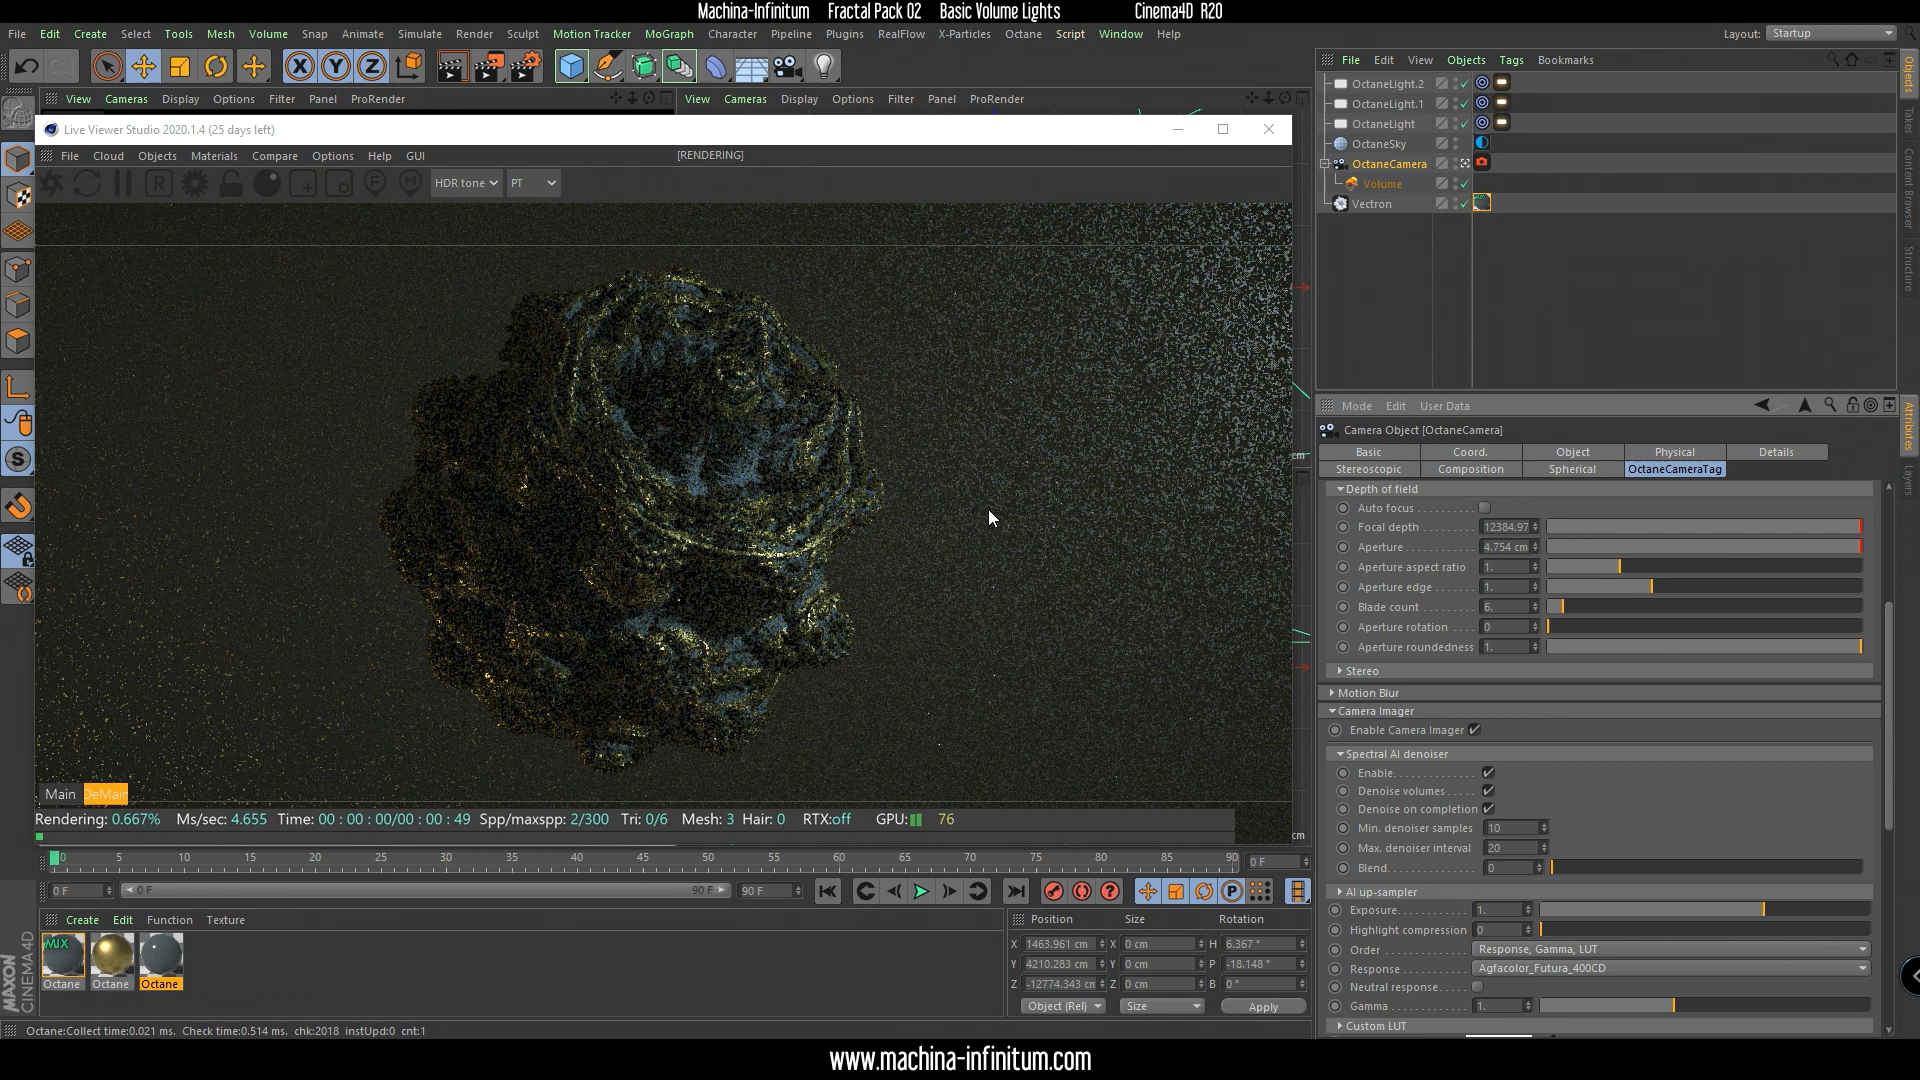 Machina-Infinitum Fractal Pack 02 Basic Volume Lights Cinema4D R20
File Edit Create Select Tools Mesh Volume Snap Animate Simulate Render Sculpt Motion Tracker MoGraph Character Pipeline Plugins RealFlow X-Particles Octane Script Window Help
Layout: Startup
View Cameras Display Options Filter Panel ProRender
View Cameras Display Options Filter Panel ProRender
Live Viewer Studio 2020.1.4 (25 days left)
File Cloud Objects Materials Compare Options Help GUI
[RENDERING]
HDR tone PT
Main DeMain
Rendering: 0.667% Ms/sec: 4.655 Time: 00 : 00 : 00/00 : 00 : 49 Spp/maxspp: 2/300 Tri: 0/6 Mesh: 3 Hair: 0 RTX:off GPU: 76
cm
cm
0 5 10 15 20 25 30 35 40 45 50 55 60 65 70 75 80 85 90 0 F
0 F 0 F 90 F 90 F
Create Edit Function Texture
MIX
Octane Octane Octane
MAXON
CINEMA 4D
Position Size Rotation
X 1463.961 cm X 0 cm H 6.367 °
Y 4210.283 cm Y 0 cm P -18.148 °
Z -12774.343 cm Z 0 cm B 0 °
Object (Rel) Size Apply
Octane:Collect time:0.021 ms. Check time:0.514 ms. chk:2018 instUpd:0 cnt:1
File Edit View Objects Tags Bookmarks
OctaneLight.2
OctaneLight.1
OctaneLight
OctaneSky
OctaneCamera
Volume
Vectron
Objects
Takes
Content Browser
Structure
Mode Edit User Data
Camera Object [OctaneCamera]
Basic Coord. Object Physical Details
Stereoscopic Composition Spherical OctaneCameraTag
Depth of field
Auto focus
Focal depth 12384.97
Aperture 4.754 cm
Aperture aspect ratio 1.
Aperture edge 1.
Blade count 6.
Aperture rotation 0
Aperture roundedness 1.
Stereo
Motion Blur
Camera Imager
Enable Camera Imager
Spectral AI denoiser
Enable
Denoise volumes
Denoise on completion
Min. denoiser samples 10
Max. denoiser interval 20
Blend 0
AI up-sampler
Exposure 1.
Highlight compression 0
Order Response, Gamma, LUT
Response Agfacolor_Futura_400CD
Neutral response
Gamma 1.
Custom LUT
Attributes
Layers
www.machina-infinitum.com